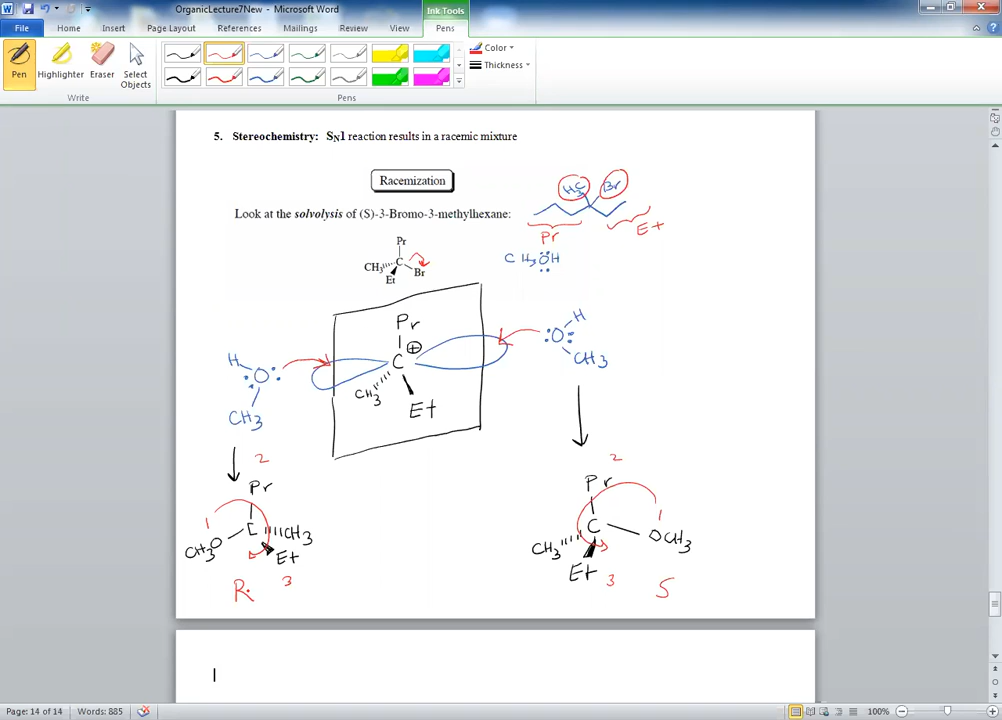 OrganicLecture7New - Microsoft Word
Ink Tools
File Home Insert Page Layout References Mailings Review View Pens
Pen Highlighter Eraser Select Objects
Color
Thickness
Write
Pens
5. Stereochemistry: SN1 reaction results in a racemic mixture
Racemization
H3C Br
Look at the solvolysis of (S)-3-Bromo-3-methylhexane:
Pr Et
Pr
CH3 C Br
Et
CH3OH
Pr
C +
CH3
Et
H
O
CH3
H
O
CH3
2
Pr
1
CH3O C CH3
Et
3
R
2
Pr
1
C OCH3
CH3
Et
3
S
Page: 14 of 14 Words: 885
100%